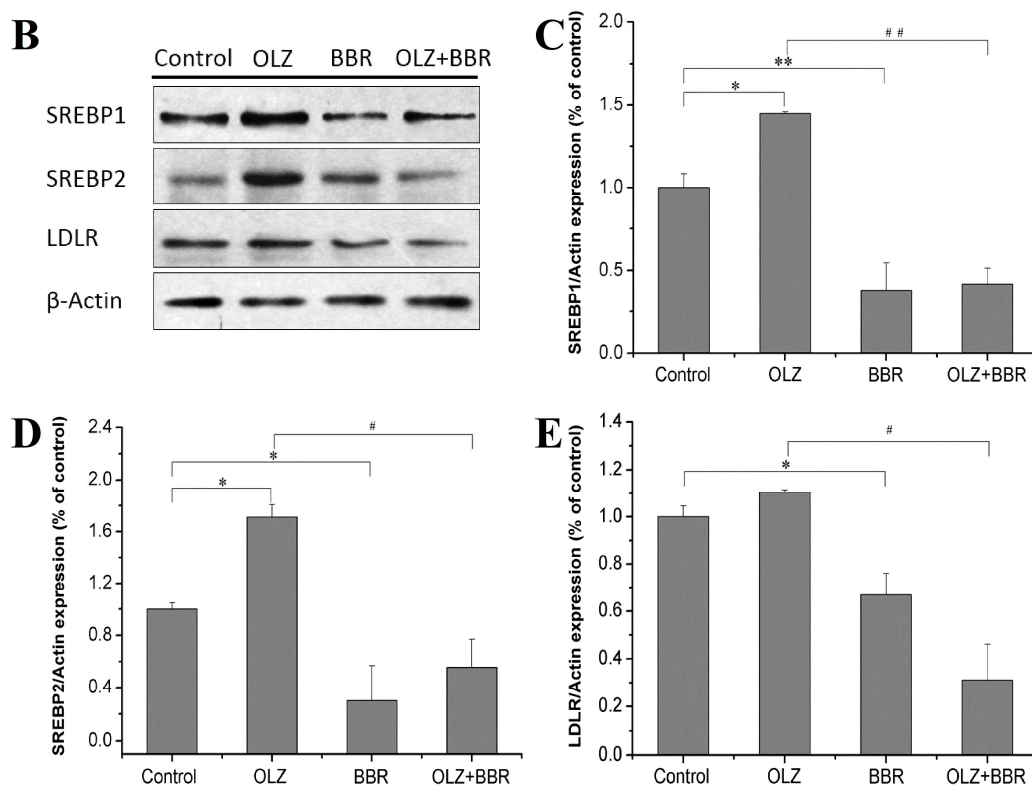 B
Control OLZ BBR OLZ+BBR
SREBP1
SREBP2
LDLR
β-Actin
C
SREBP1/Actin expression (% of control)
2.0
1.5
1.0
0.5
0.0
# #
**
*
Control OLZ BBR OLZ+BBR
D
SREBP2/Actin expression (% of control)
2.4
2.0
1.6
1.2
0.8
0.4
0.0
#
*
*
Control OLZ BBR OLZ+BBR
E
LDLR/Actin expression (% of control)
1.4
1.2
1.0
0.6
0.4
0.2
0.0
#
*
Control OLZ BBR OLZ+BBR